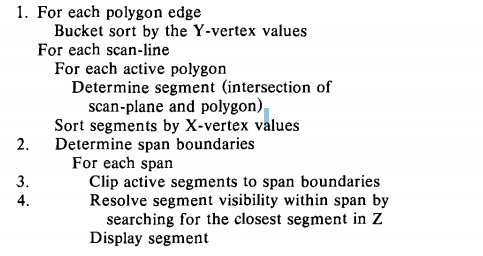 1. For each polygon edge
Bucket sort by the Y-vertex values
For each scan-line
For each active polygon
Determine segment (intersection of
scan-plane and polygon)
Sort segments by X-vertex values
2. Determine span boundaries
For each span
3. Clip active segments to span boundaries
4. Resolve segment visibility within span by
searching for the closest segment in Z
Display segment